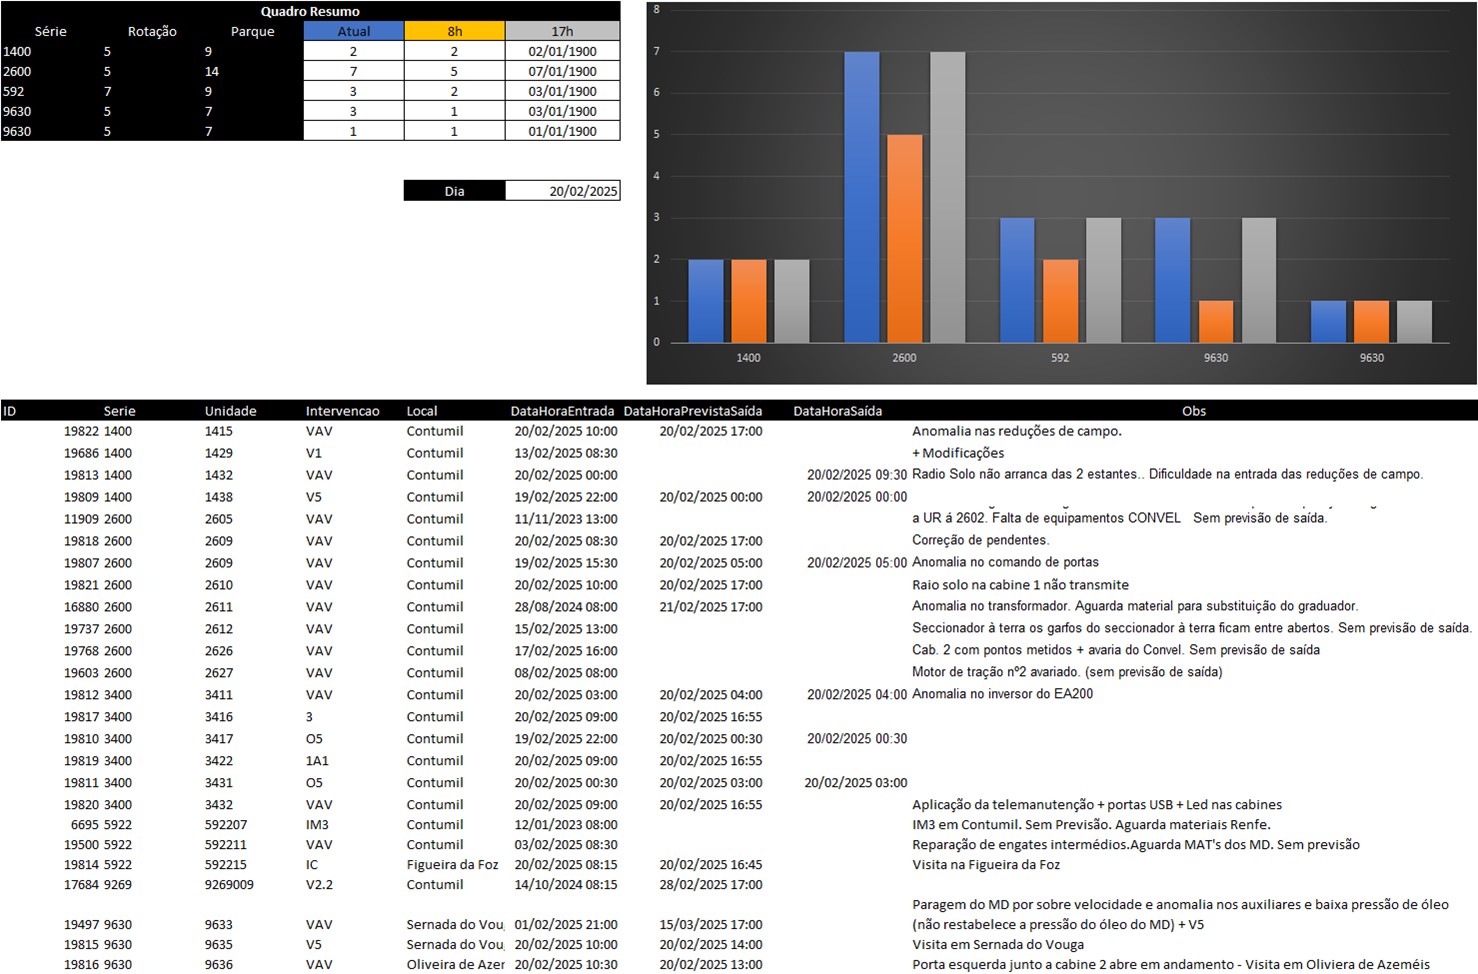 Quadro Resumo
Série Rotação Parque Atual 8h 17h
1400 5 9 2 2 02/01/1900
2600 5 14 7 5 07/01/1900
592 7 9 3 2 03/01/1900
9630 5 7 3 1 03/01/1900
9630 5 7 1 1 01/01/1900
Dia 20/02/2025
8
7
6
5
4
3
2
1
0
1400 2600 592 9630 9630
ID Serie Unidade Intervencao Local DataHoraEntrada DataHoraPrevistaSaída DataHoraSaída Obs
19822 1400 1415 VAV Contumil 20/02/2025 10:00 20/02/2025 17:00 Anomalia nas reduções de campo.
19686 1400 1429 V1 Contumil 13/02/2025 08:30 + Modificações
19813 1400 1432 VAV Contumil 20/02/2025 00:00 20/02/2025 09:30 Radio Solo não arranca das 2 estantes.. Dificuldade na entrada das reduções de campo.
19809 1400 1438 V5 Contumil 19/02/2025 22:00 20/02/2025 00:00 20/02/2025 00:00
11909 2600 2605 VAV Contumil 11/11/2023 13:00 a UR á 2602. Falta de equipamentos CONVEL Sem previsão de saída.
19818 2600 2609 VAV Contumil 20/02/2025 08:30 20/02/2025 17:00 Correção de pendentes.
19807 2600 2609 VAV Contumil 19/02/2025 15:30 20/02/2025 05:00 20/02/2025 05:00 Anomalia no comando de portas
19821 2600 2610 VAV Contumil 20/02/2025 10:00 20/02/2025 17:00 Raio solo na cabine 1 não transmite
16880 2600 2611 VAV Contumil 28/08/2024 08:00 21/02/2025 17:00 Anomalia no transformador. Aguarda material para substituição do graduador.
19737 2600 2612 VAV Contumil 15/02/2025 13:00 Seccionador à terra os garfos do seccionador à terra ficam entre abertos. Sem previsão de saída.
19768 2600 2626 VAV Contumil 17/02/2025 16:00 Cab. 2 com pontos metidos + avaria do Convel. Sem previsão de saída
19603 2600 2627 VAV Contumil 08/02/2025 08:00 Motor de tração nº2 avariado. (sem previsão de saída)
19812 3400 3411 VAV Contumil 20/02/2025 03:00 20/02/2025 04:00 20/02/2025 04:00 Anomalia no inversor do EA200
19817 3400 3416 3 Contumil 20/02/2025 09:00 20/02/2025 16:55
19810 3400 3417 O5 Contumil 19/02/2025 22:00 20/02/2025 00:30 20/02/2025 00:30
19819 3400 3422 1A1 Contumil 20/02/2025 09:00 20/02/2025 16:55
19811 3400 3431 O5 Contumil 20/02/2025 00:30 20/02/2025 03:00 20/02/2025 03:00
19820 3400 3432 VAV Contumil 20/02/2025 09:00 20/02/2025 16:55 Aplicação da telemanutenção + portas USB + Led nas cabines
6695 5922 592207 IM3 Contumil 12/01/2023 08:00 IM3 em Contumil. Sem Previsão. Aguarda materiais Renfe.
19500 5922 592211 VAV Contumil 03/02/2025 08:30 Reparação de engates intermédios.Aguarda MAT's dos MD. Sem previsão
19814 5922 592215 IC Figueira da Foz 20/02/2025 08:15 20/02/2025 16:45 Visita na Figueira da Foz
17684 9269 9269009 V2.2 Contumil 14/10/2024 08:15 28/02/2025 17:00
Paragem do MD por sobre velocidade e anomalia nos auxiliares e baixa pressão de óleo
19497 9630 9633 VAV Sernada do Vou 01/02/2025 21:00 15/03/2025 17:00 (não restabelece a pressão do óleo do MD) + V5
19815 9630 9635 V5 Sernada do Vou 20/02/2025 10:00 20/02/2025 14:00 Visita em Sernada do Vouga
19816 9630 9636 VAV Oliveira de Azer 20/02/2025 10:30 20/02/2025 13:00 Porta esquerda junto a cabine 2 abre em andamento - Visita em Oliviera de Azeméis